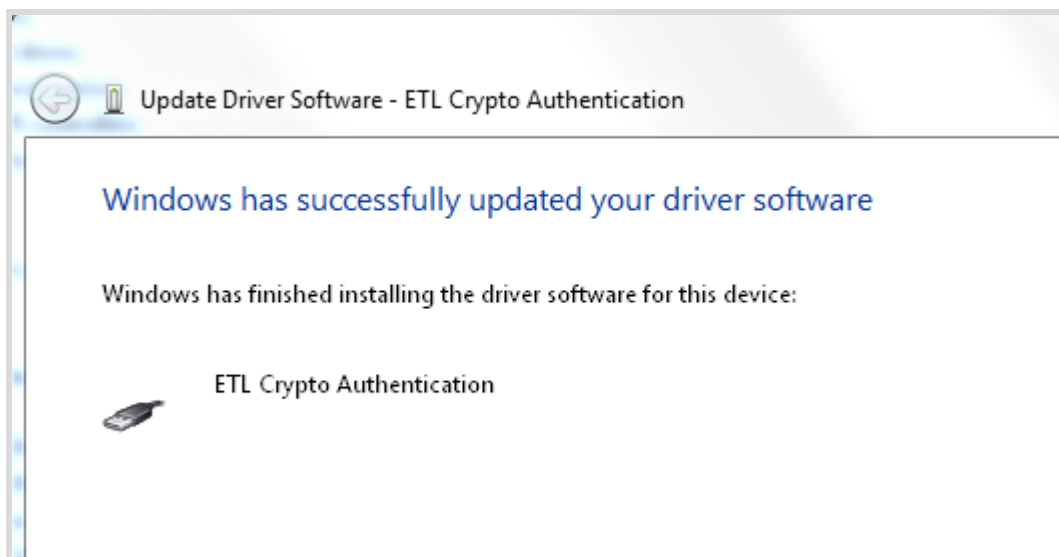 Update Driver Software - ETL Crypto Authentication
Windows has successfully updated your driver software
Windows has finished installing the driver software for this device:
ETL Crypto Authentication